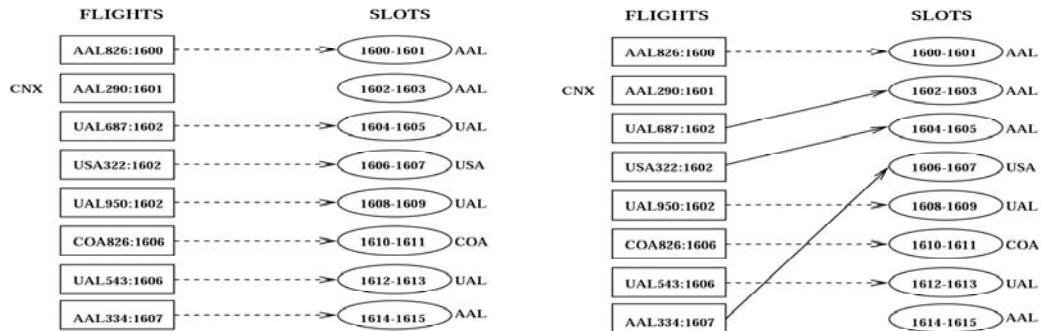 FLIGHTS SLOTS
AAL826:1600 1600-1601 AAL
CNX AAL290:1601 1602-1603 AAL
UAL687:1602 1604-1605 UAL
USA322:1602 1606-1607 USA
UAL950:1602 1608-1609 UAL
COA826:1606 1610-1611 COA
UAL543:1606 1612-1613 UAL
AAL334:1607 1614-1615 AAL
FLIGHTS SLOTS
AAL826:1600 1600-1601 AAL
CNX AAL290:1601 1602-1603 AAL
UAL687:1602 1604-1605 AAL
USA322:1602 1606-1607 USA
UAL950:1602 1608-1609 UAL
COA826:1606 1610-1611 COA
UAL543:1606 1612-1613 UAL
AAL334:1607 1614-1615 AAL